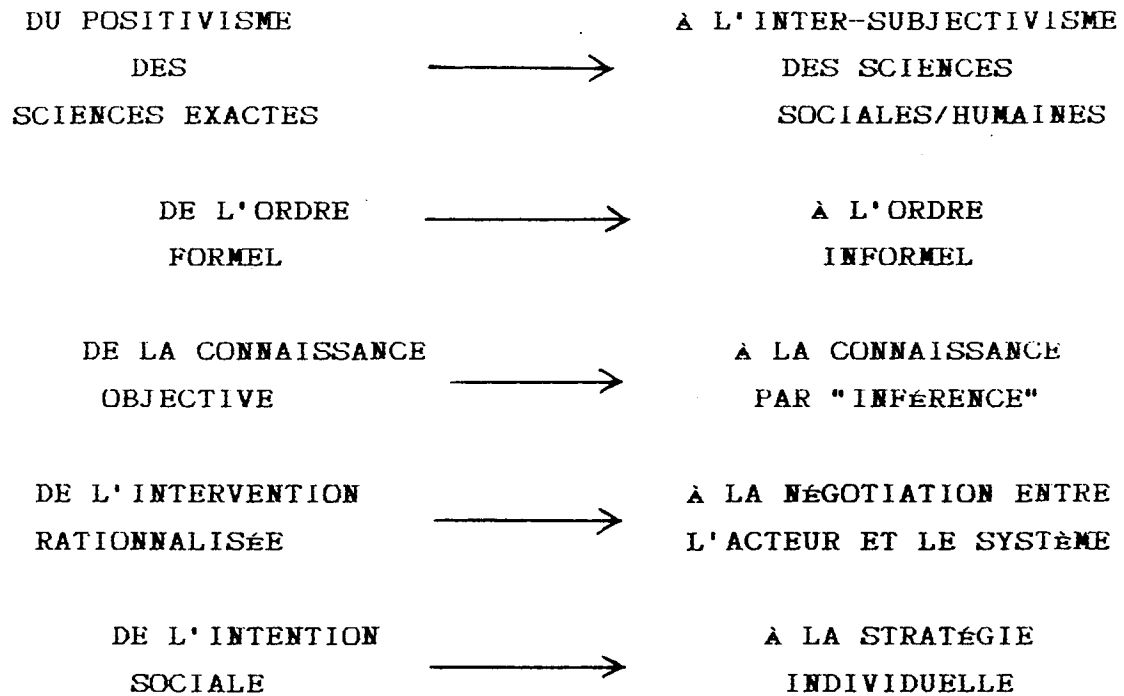 DU POSITIVISME
DES
SCIENCES EXACTES
À L'INTER-SUBJECTIVISME
DES SCIENCES
SOCIALES/HUMAINES
DE L'ORDRE
FORMEL
À L'ORDRE
INFORMEL
DE LA CONNAISSANCE
OBJECTIVE
À LA CONNAISSANCE
PAR "INFÉRENCE"
DE L'INTERVENTION
RATIONNALISÉE
À LA NÉGOTIATION ENTRE
L'ACTEUR ET LE SYSTÈME
DE L'INTENTION
SOCIALE
À LA STRATÉGIE
INDIVIDUELLE